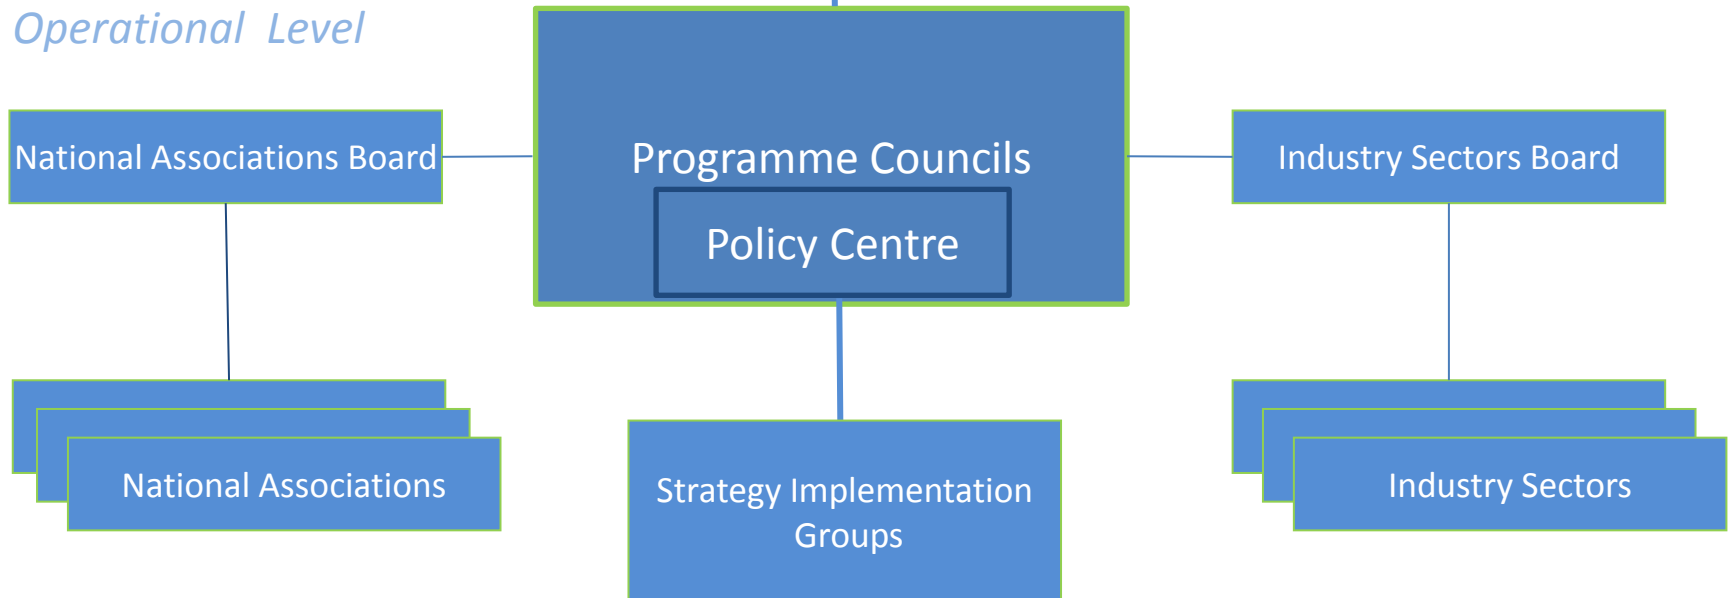 Operational Level
National Associations Board
Programme Councils
Policy Centre
Industry Sectors Board
National Associations
Strategy Implementation
Groups
Industry Sectors